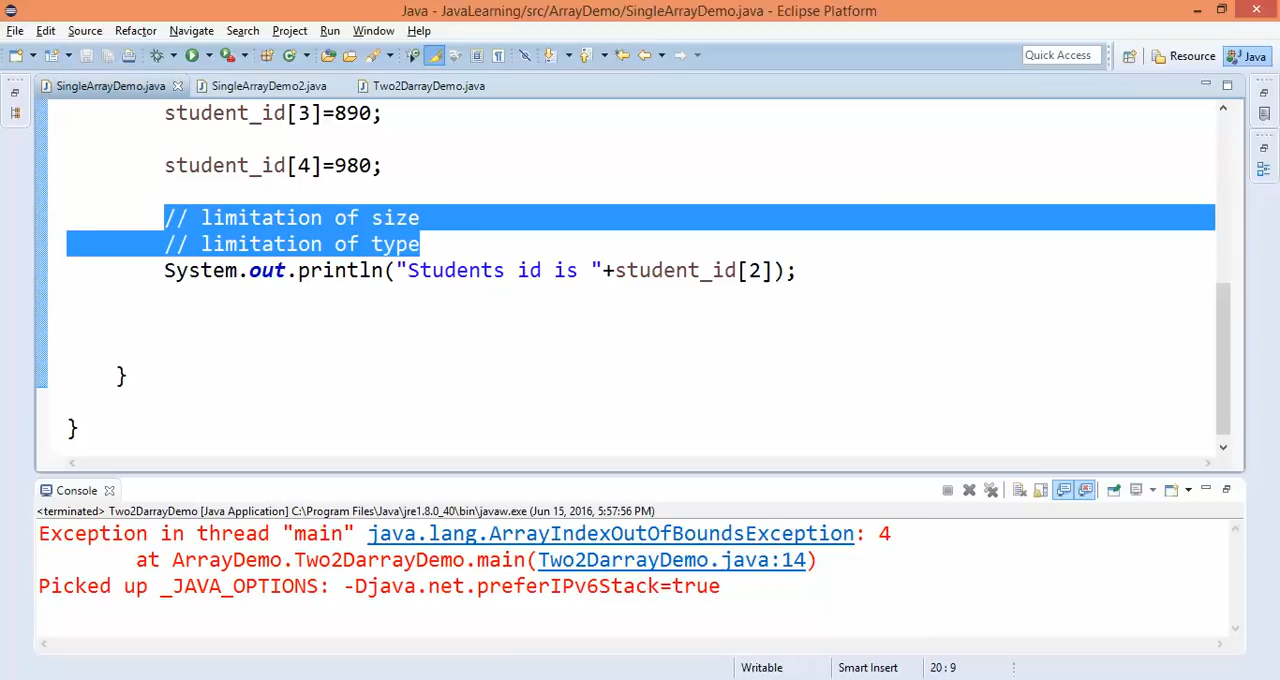 Java - JavaLearning/src/ArrayDemo/SingleArrayDemo.java - Eclipse Platform
File Edit Source Refactor Navigate Search Project Run Window Help
Quick Access Resource Java
SingleArrayDemo.java SingleArrayDemo2.java Two2DarrayDemo.java
student_id[3]=890;
student_id[4]=980;
// limitation of size
// limitation of type
System.out.println("Students id is "+student_id[2]);
}
}
Console
<terminated> Two2DarrayDemo [Java Application] C:\Program Files\Java\jre1.8.0_40\bin\javaw.exe (Jun 15, 2016, 5:57:56 PM)
Exception in thread "main" java.lang.ArrayIndexOutOfBoundsException: 4
at ArrayDemo.Two2DarrayDemo.main(Two2DarrayDemo.java:14)
Picked up _JAVA_OPTIONS: -Djava.net.preferIPv6Stack=true
Writable Smart Insert 20 : 9